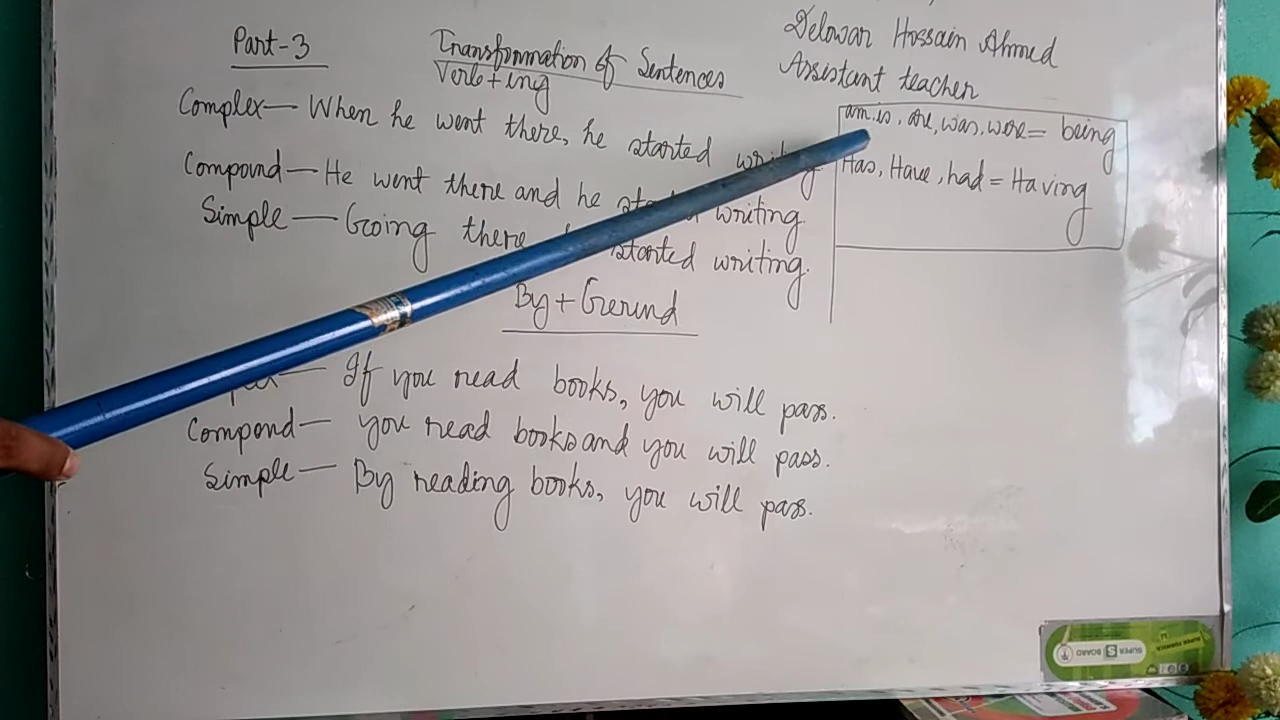 Part-3
Transformation of Sentences
Verb+ing
Delowar Hossain Ahmed
Assistant teacher
Complex— When he went there, he started
Compound— He went there and he writing
Simple— Going there started writing.
am, is, are, was, were = being
Has, Have, had = Having
By + Gerund
If you read books, you will pass.
Compond— you read books and you will pass.
Simple— By reading books, you will pass.
SUPER BOARD